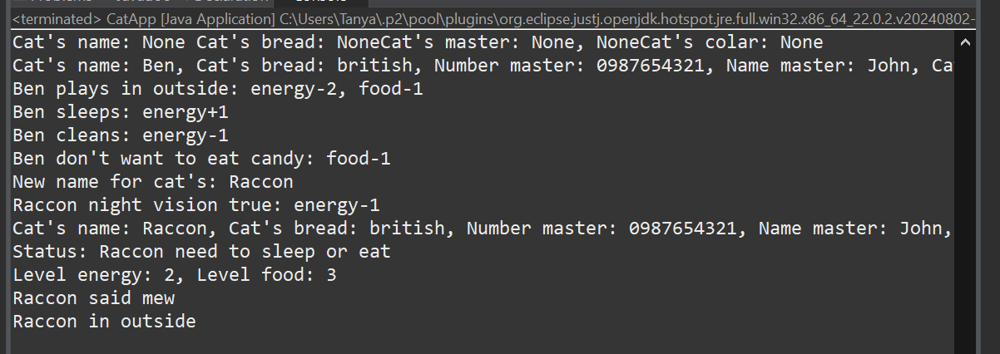 <terminated> CatApp [Java Application] C:\Users\Tanya\.p2\pool\plugins\org.eclipse.justj.openjdk.hotspot.jre.full.win32.x86_64_22.0.2.v20240802-
Cat's name: None Cat's bread: NoneCat's master: None, NoneCat's colar: None
Cat's name: Ben, Cat's bread: british, Number master: 0987654321, Name master: John, Ca
Ben plays in outside: energy-2, food-1
Ben sleeps: energy+1
Ben cleans: energy-1
Ben don't want to eat candy: food-1
New name for cat's: Raccon
Raccon night vision true: energy-1
Cat's name: Raccon, Cat's bread: british, Number master: 0987654321, Name master: John,
Status: Raccon need to sleep or eat
Level energy: 2, Level food: 3
Raccon said mew
Raccon in outside